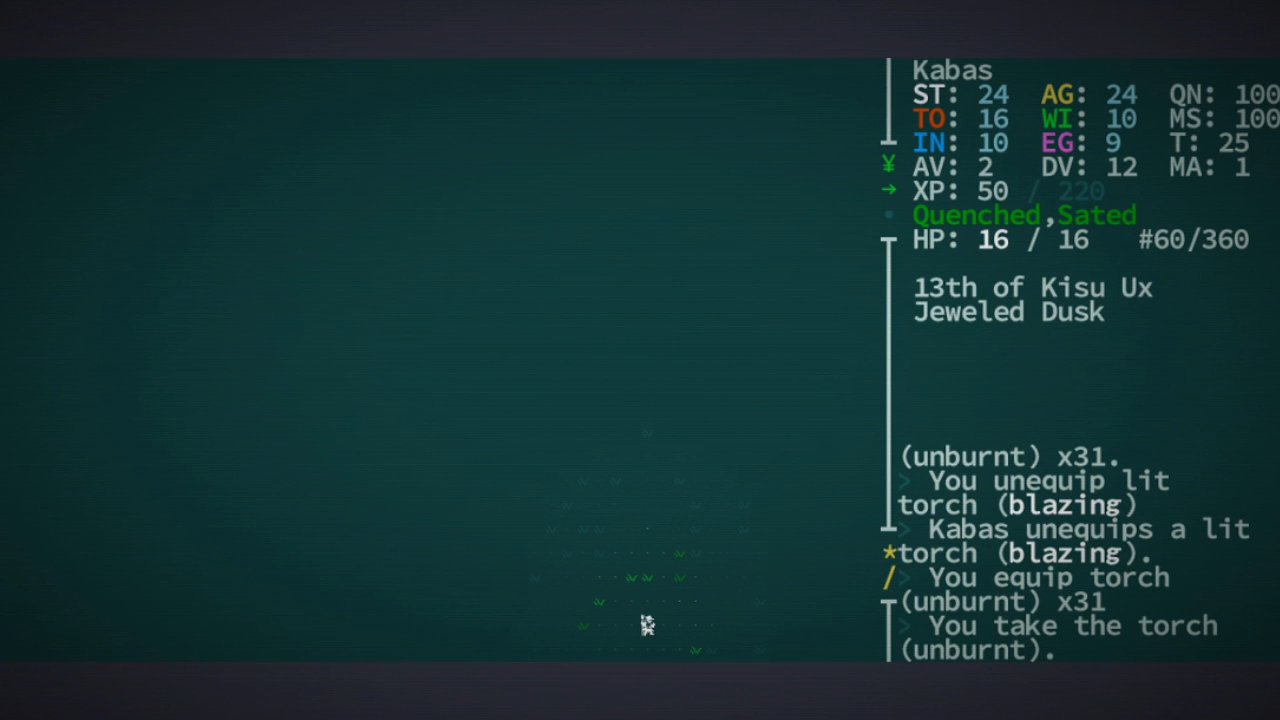 Kabas
ST: 24 AG: 24 QN: 100
TO: 16 WI: 10 MS: 100
IN: 10 EG: 9 T: 25
¥ AV: 2 DV: 12 MA: 1
→ XP: 50 / 220
Quenched,Sated
HP: 16 / 16 #60/360
13th of Kisu Ux
Jeweled Dusk
(unburnt) x31.
> You unequip lit
torch (blazing)
> Kabas unequips a lit
*torch (blazing).
/> You equip torch
(unburnt) x31
> You take the torch
(unburnt).